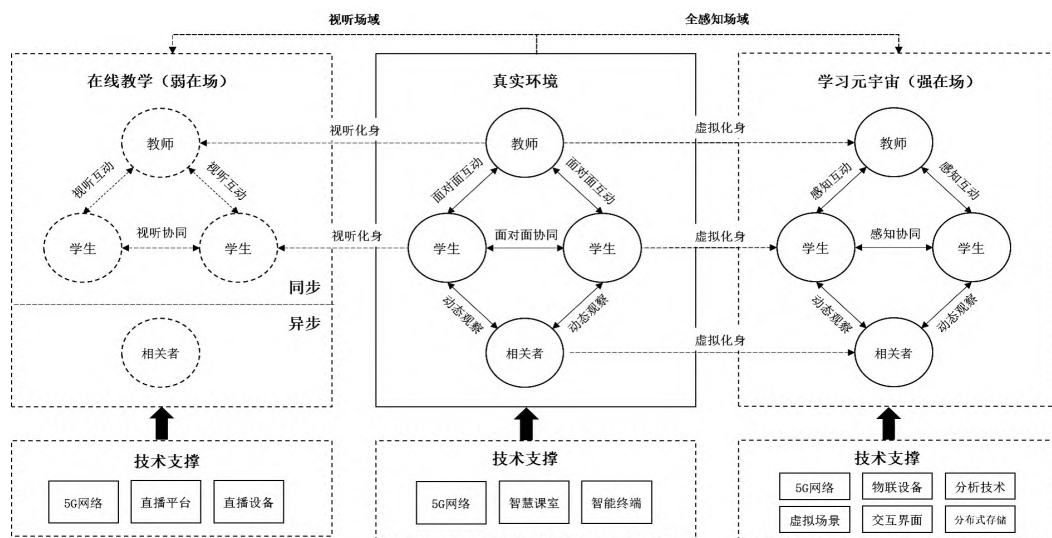 视听场域
全感知场域
在线教学（弱在场）
教师
视听互动
视听互动
学生
视听协同
学生
同步
异步
相关者
视听化身
视听化身
真实环境
教师
面对面互动
面对面互动
学生
面对面协同
学生
动态观察
动态观察
相关者
虚拟化身
虚拟化身
虚拟化身
学习元宇宙（强在场）
教师
感知互动
感知互动
学生
感知协同
学生
动态观察
动态观察
相关者
技术支撑
5G网络
直播平台
直播设备
技术支撑
5G网络
智慧课室
智能终端
技术支撑
5G网络
物联设备
分析技术
虚拟场景
交互界面
分布式存储